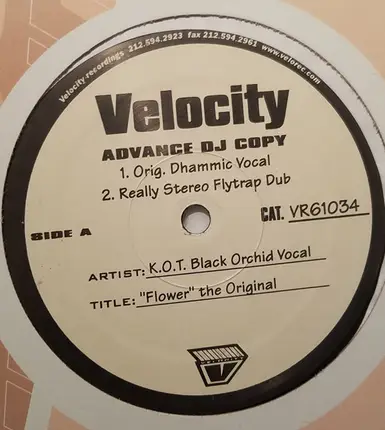 Velocity recordings 212.594.2923 fax 212.594.2961 www.velorec.com
Velocity
ADVANCE DJ COPY
1. Orig. Dhammic Vocal
2. Really Stereo Flytrap Dub
CAT. VR61034
SIDE A
ARTIST: K.O.T. Black Orchid Vocal
TITLE: "Flower" the Original